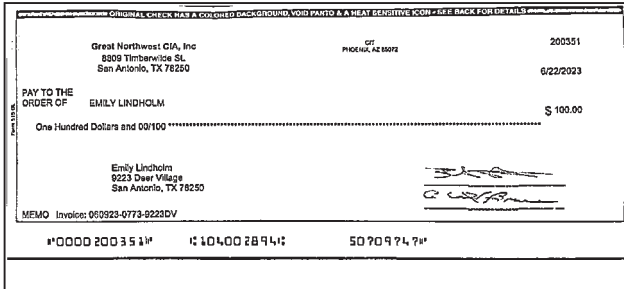 ORIGINAL CHECK HAS A COLORED BACKGROUND, VOID PANTO & A HEAT SENSITIVE ICON - SEE BACK FOR DETAILS
Great Northwest CIA, Inc
8809 Timberwilde St.
San Antonio, TX 78250
CIT
PHOENIX, AZ 85072
200351
6/22/2023
PAY TO THE
ORDER OF EMILY LINDHOLM
$ 100.00
One Hundred Dollars and 00/100
Emily Lindholm
9223 Deer Village
San Antonio, TX 78250
MEMO Invoice: 060923-0773-9223DV
⑈0000200351⑈ ⑆104002894⑆ 50709747⑈